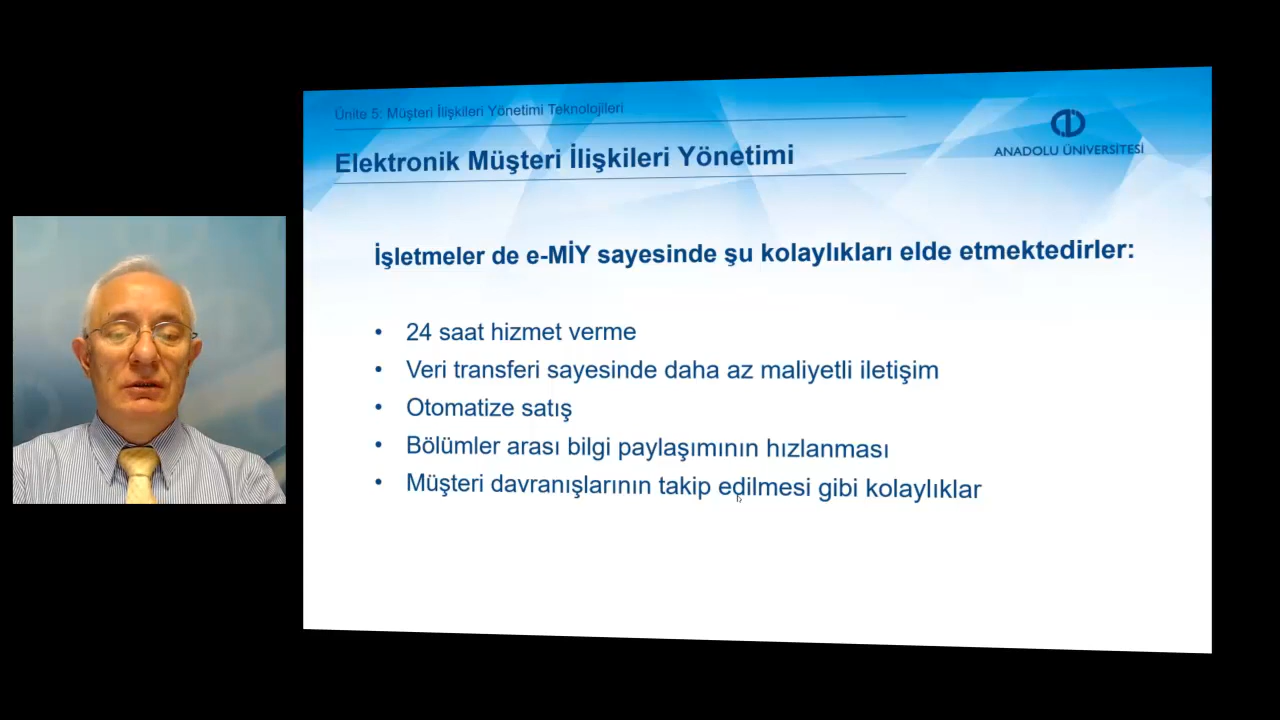 Ünite 5: Müşteri İlişkileri Yönetimi Teknolojileri
Elektronik Müşteri İlişkileri Yönetimi
ANADOLU ÜNİVERSİTESİ
İşletmeler de e-MİY sayesinde şu kolaylıkları elde etmektedirler:
• 24 saat hizmet verme
• Veri transferi sayesinde daha az maliyetli iletişim
• Otomatize satış
• Bölümler arası bilgi paylaşımının hızlanması
• Müşteri davranışlarının takip edilmesi gibi kolaylıklar